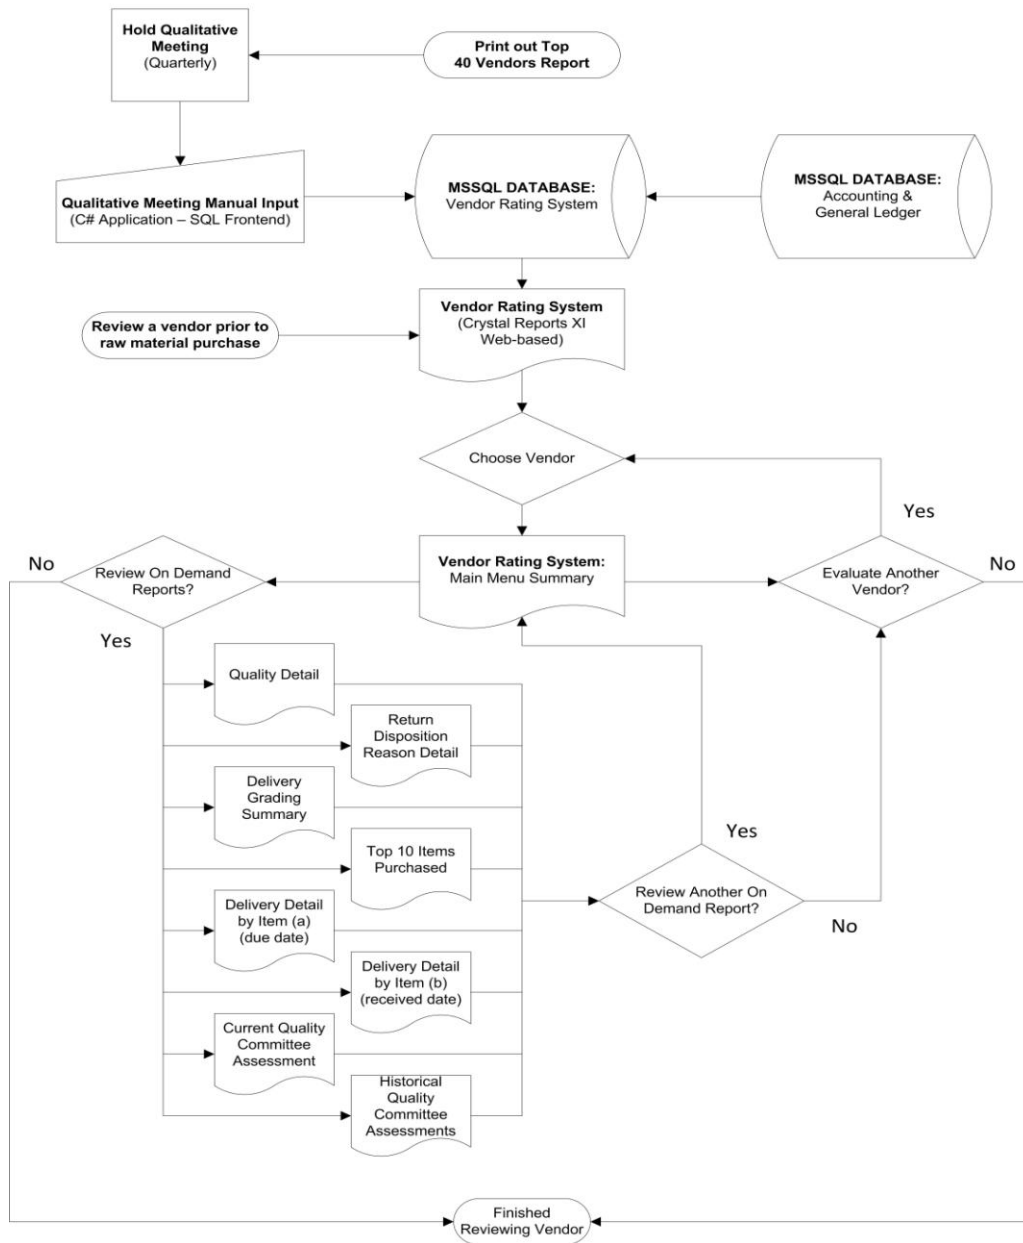 Hold Qualitative
Meeting
(Quarterly)
Print out Top
40 Vendors Report
Qualitative Meeting Manual Input
(C# Application – SQL Frontend)
MSSQL DATABASE:
Vendor Rating System
MSSQL DATABASE:
Accounting &
General Ledger
Review a vendor prior to
raw material purchase
Vendor Rating System
(Crystal Reports XI
Web-based)
Choose Vendor
Yes
No
Review On Demand
Reports?
Yes
Vendor Rating System:
Main Menu Summary
Evaluate Another
Vendor?
No
Quality Detail
Return
Disposition
Reason Detail
Delivery
Grading
Summary
Top 10 Items
Purchased
Delivery Detail
by Item (a)
(due date)
Delivery Detail
by Item (b)
(received date)
Current Quality
Committee
Assessment
Historical
Quality
Committee
Assessments
Yes
Review Another On
Demand Report?
No
Finished
Reviewing Vendor